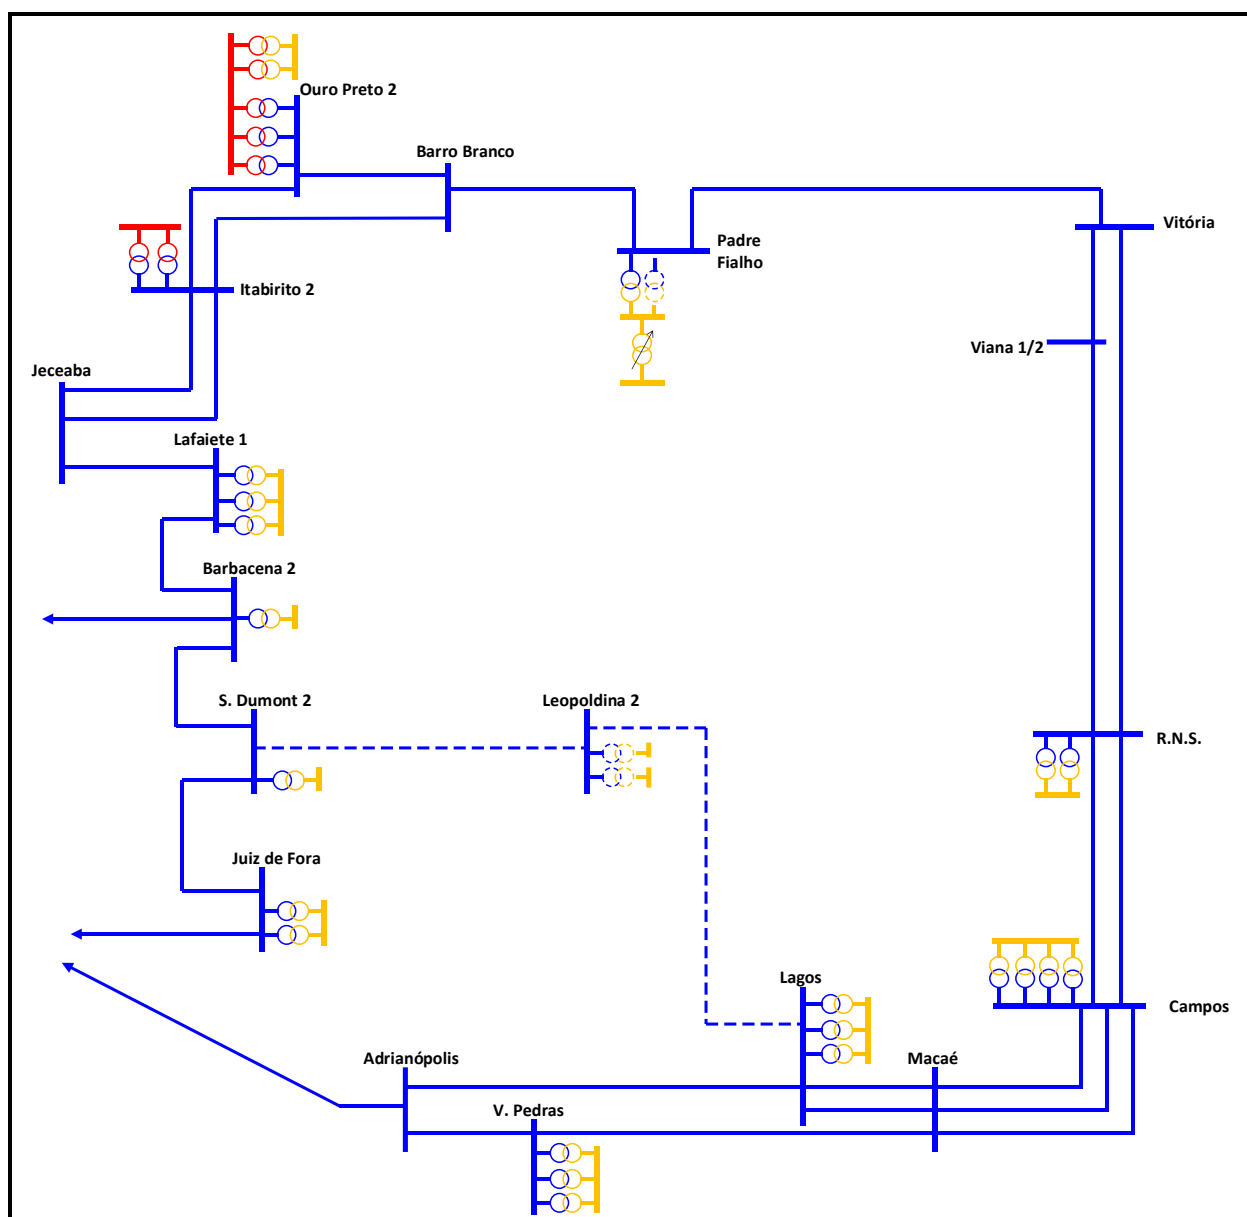 Ouro Preto 2
Barro Branco
Padre
Fialho
Vitória
Itabirito 2
Viana 1/2
Jeceaba
Lafaiete 1
Barbacena 2
S. Dumont 2
Leopoldina 2
R.N.S.
Juiz de Fora
Lagos
Campos
Adrianópolis
Macaé
V. Pedras